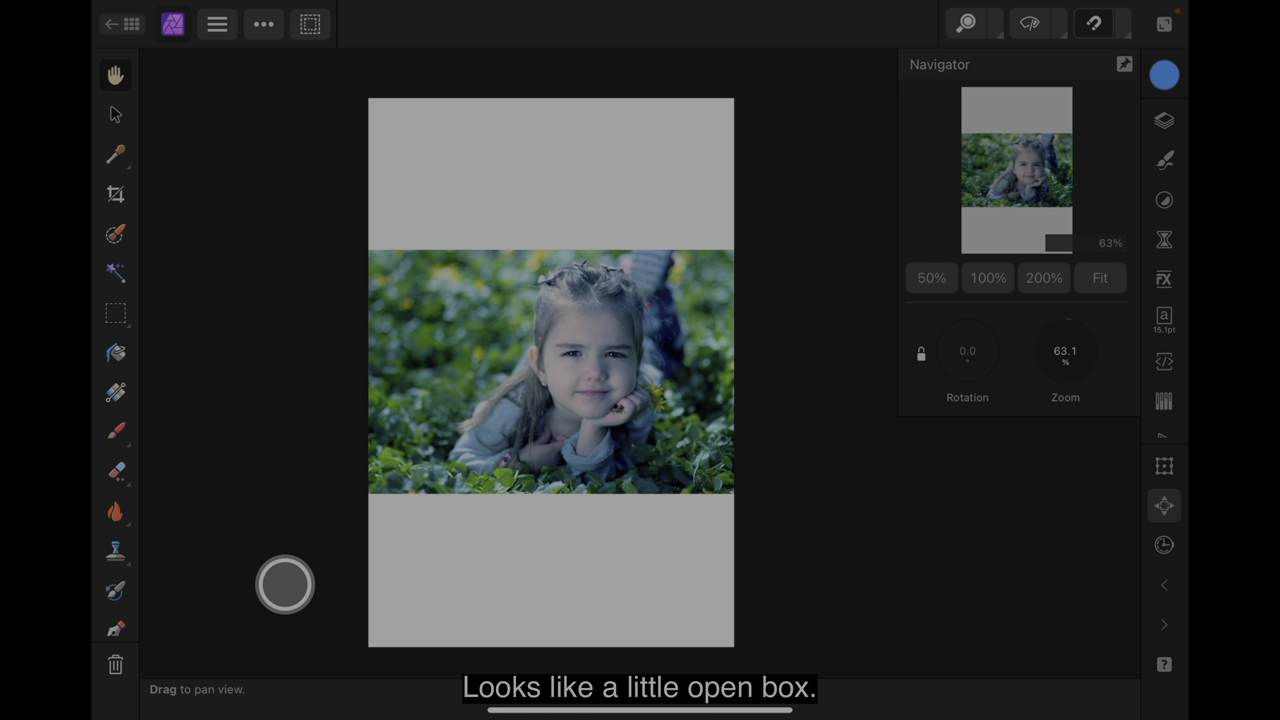 Navigator
63%
50%
100%
200%
Fit
a
15.1pt
0.0
°
63.1
%
Rotation
Zoom
FX
?
Drag to pan view.
Looks like a little open box.